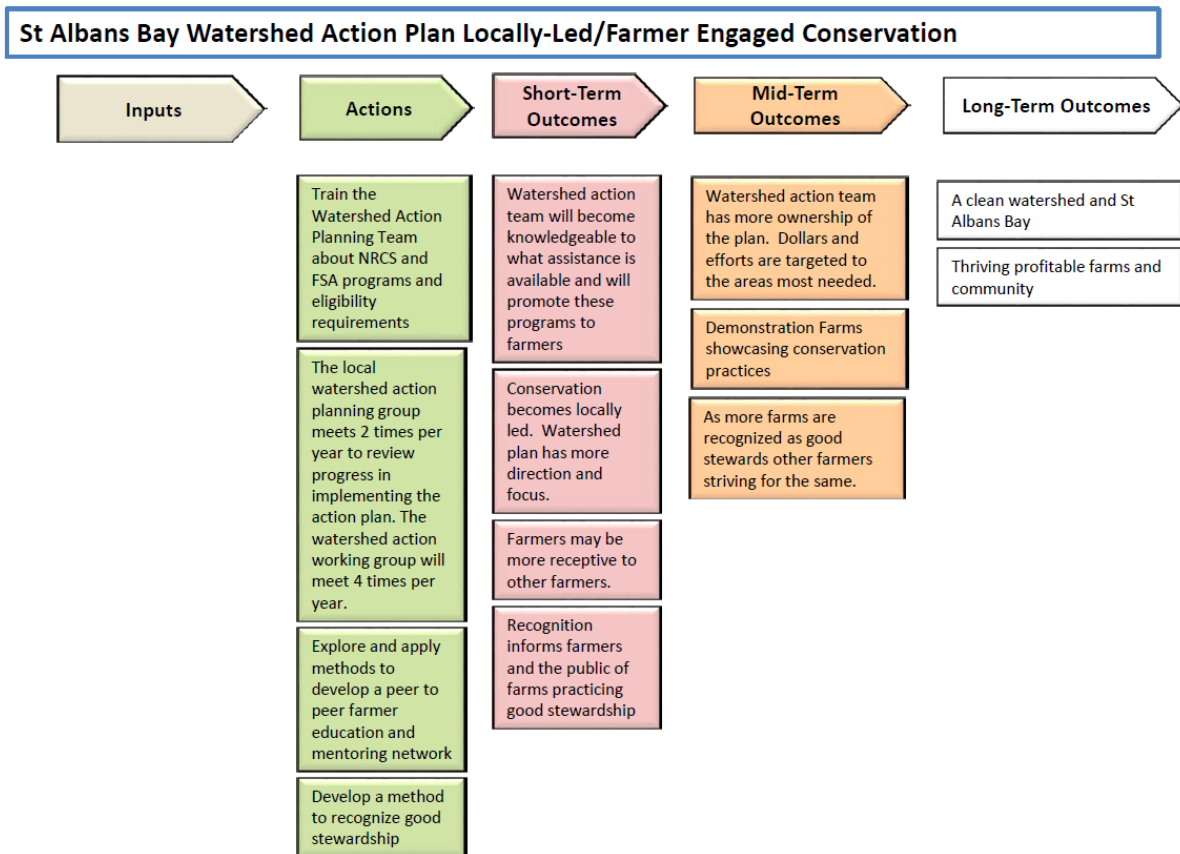 St Albans Bay Watershed Action Plan Locally-Led/Farmer Engaged Conservation
Inputs
Actions
Short-Term
Outcomes
Mid-Term
Outcomes
Long-Term Outcomes
Train the
Watershed Action
Planning Team
about NRCS and
FSA programs and
eligibility
requirements
The local
watershed action
planning group
meets 2 times per
year to review
progress in
implementing the
action plan. The
watershed action
working group will
meet 4 times per
year.
Explore and apply
methods to
develop a peer to
peer farmer
education and
mentoring network
Develop a method
to recognize good
stewardship
Watershed action
team will become
knowledgeable to
what assistance is
available and will
promote these
programs to
farmers
Conservation
becomes locally
led.  Watershed
plan has more
direction and
focus.
Farmers may be
more receptive to
other farmers.
Recognition
informs farmers
and the public of
farms practicing
good stewardship
Watershed action team
has more ownership of
the plan.  Dollars and
efforts are targeted to
the areas most needed.
Demonstration Farms
showcasing conservation
practices
As more farms are
recognized as good
stewards other farmers
striving for the same.
A clean watershed and St
Albans Bay
Thriving profitable farms and
community